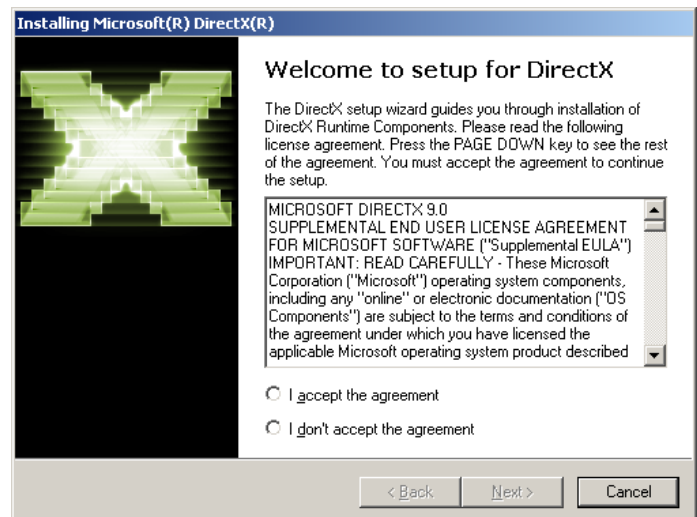 Installing Microsoft(R) DirectX(R)
Welcome to setup for DirectX
The DirectX setup wizard guides you through installation of
DirectX Runtime Components. Please read the following
license agreement. Press the PAGE DOWN key to see the rest
of the agreement. You must accept the agreement to continue
the setup.
MICROSOFT DIRECTX 9.0
SUPPLEMENTAL END USER LICENSE AGREEMENT
FOR MICROSOFT SOFTWARE ("Supplemental EULA")
IMPORTANT: READ CAREFULLY - These Microsoft
Corporation ("Microsoft") operating system components,
including any "online" or electronic documentation ("OS
Components") are subject to the terms and conditions of
the agreement under which you have licensed the
applicable Microsoft operating system product described
I accept the agreement
I don't accept the agreement
< Back
Next >
Cancel